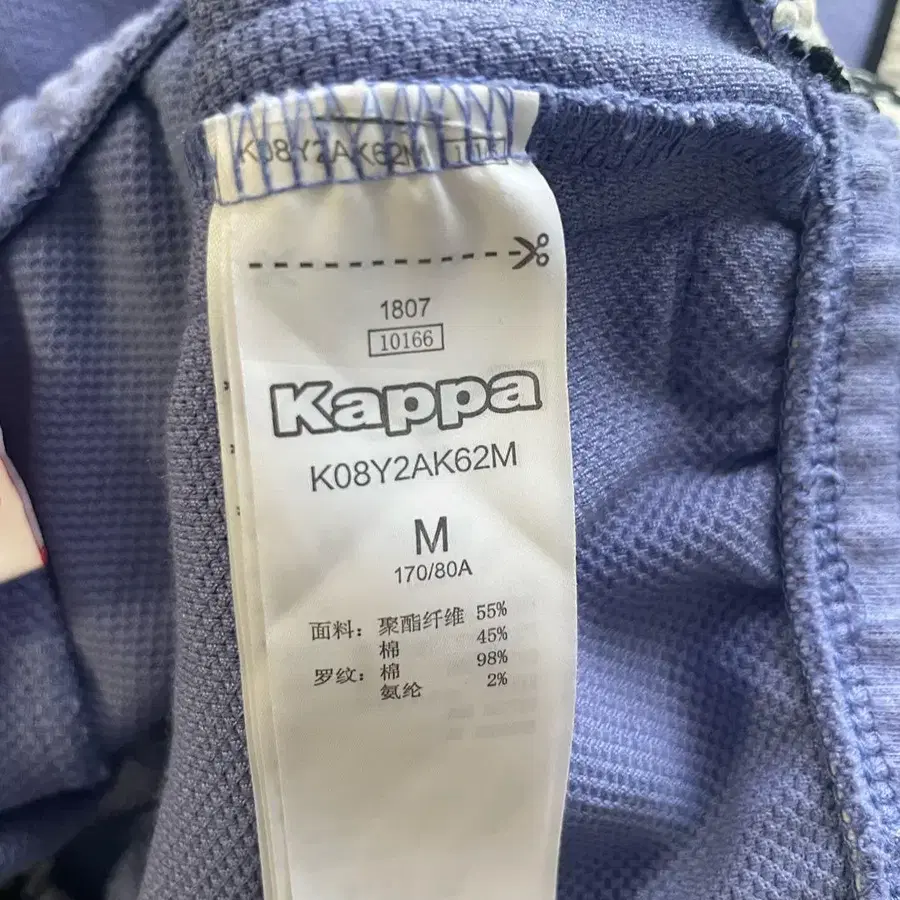 K08Y2AK62M
1807
10166
Kappa
K08Y2AK62M
M
170/80A
面料：聚酯纤维 55%
棉 45%
罗纹：棉 98%
氨纶 2%